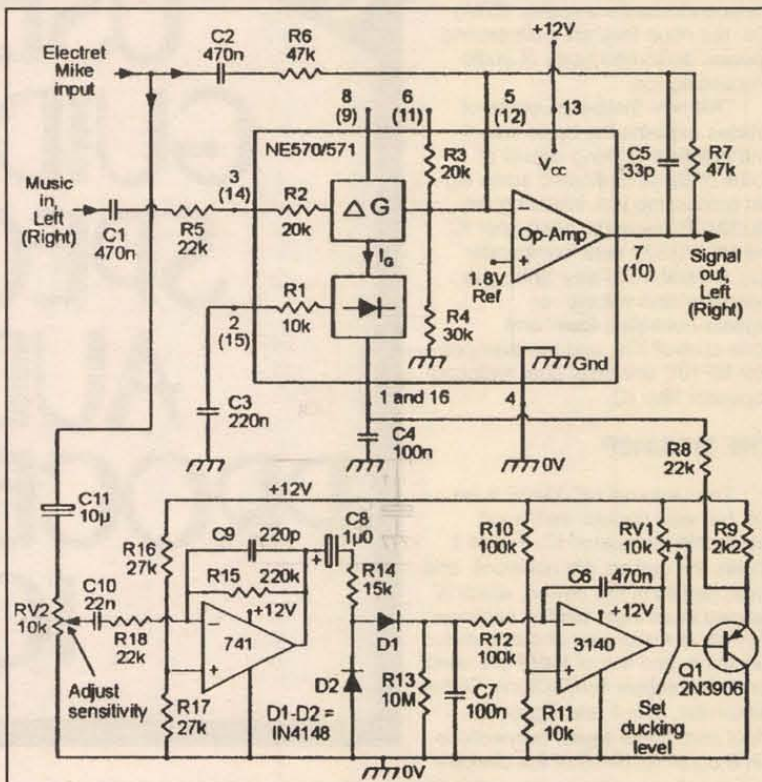 Electret
Mike
input
C2
470n
R6
47k
+12V
13
8
(9)
6
(11)
5
(12)
NE570/571
V_CC
C5
33p
R7
47k
Music
in,
Left
(Right)
C1
470n
R5
22k
3
(14)
R2
20k
Δ G
R3
20k
−
Op-Amp
+
1.8V
Ref
7
(10)
Signal
out,
Left
(Right)
I_G
R1
10k
2
(15)
R4
30k
Gnd
1 and 16
4
C3
220n
C4
100n
0V
R8
22k
+12V
C11
10µ
R16
27k
C9
220p
R15
220k
C8
1µ0
+
R14
15k
R10
100k
RV1
10k
R9
2k2
C6
470n
RV2
10k
C10
22n
R18
22k
−
741
+
+12V
D1
R12
100k
−
3140
+
+12V
Q1
2N3906
Adjust
sensitivity
R17
27k
D2
R13
10M
D1-D2 =
IN4148
C7
100n
R11
10k
Set
ducking
level
0V